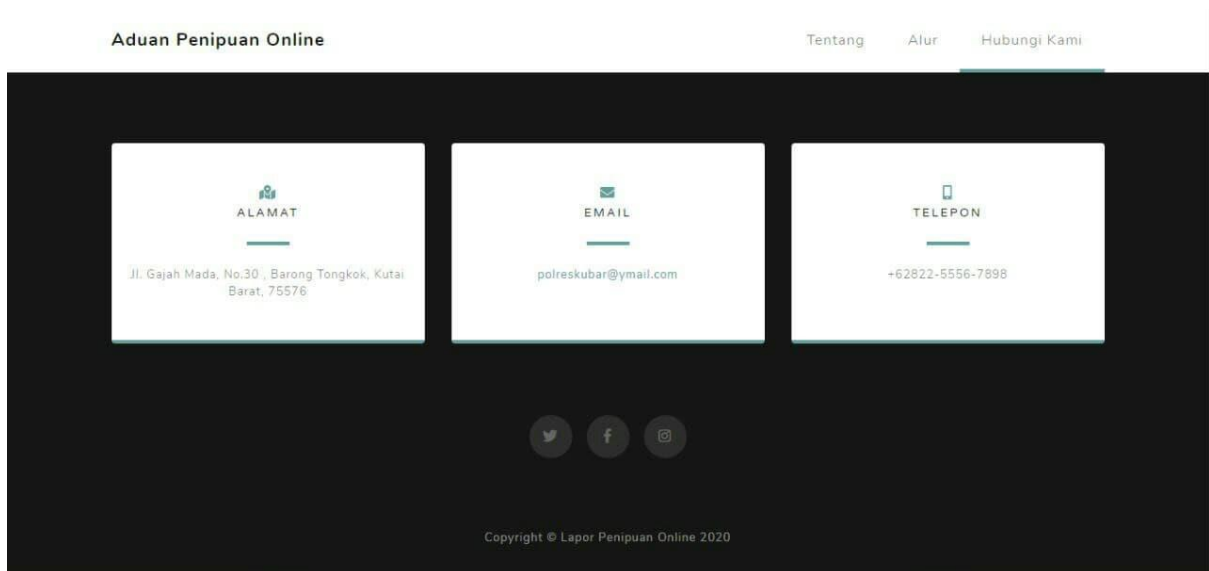 Aduan Penipuan Online
Tentang
Alur
Hubungi Kami
ALAMAT
Jl. Gajah Mada, No.30 , Barong Tongkok, Kutai
Barat, 75576
EMAIL
polreskubar@ymail.com
TELEPON
+62822-5556-7898
Copyright © Lapor Penipuan Online 2020